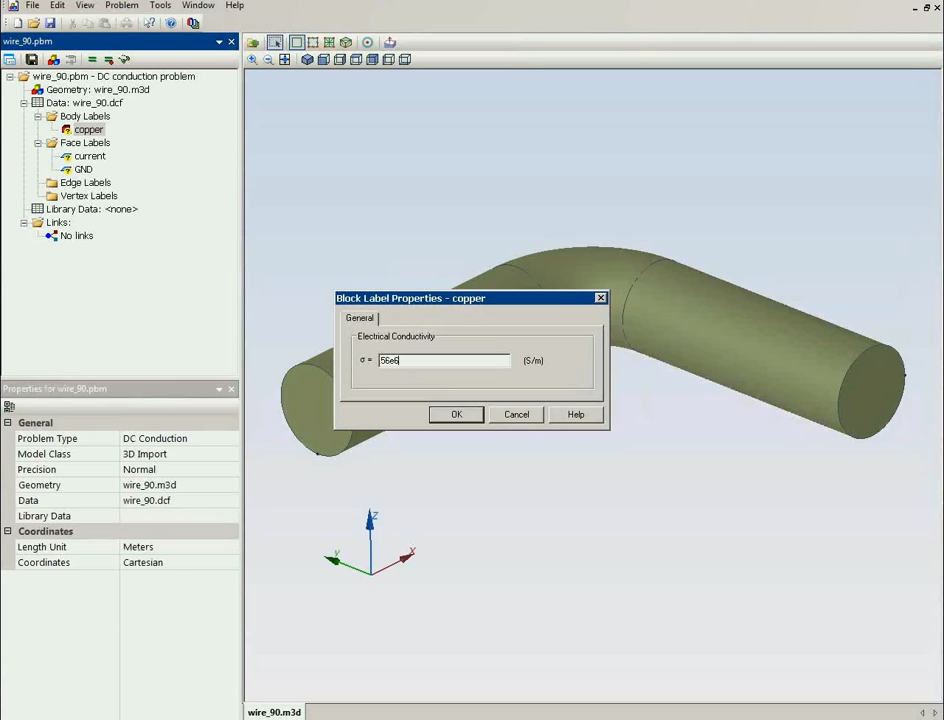 File Edit View Problem Tools Window Help
wire_90.pbm
wire_90.pbm - DC conduction problem
Geometry: wire_90.m3d
Data: wire_90.dcf
Body Labels
copper
Face Labels
current
GND
Edge Labels
Vertex Labels
Library Data: <none>
Links:
No links
Block Label Properties - copper
General
Electrical Conductivity
σ = 56e6 (S/m)
OK Cancel Help
Properties for wire_90.pbm
General
Problem Type DC Conduction
Model Class 3D Import
Precision Normal
Geometry wire_90.m3d
Data wire_90.dcf
Library Data
Coordinates
Length Unit Meters
Coordinates Cartesian
z
y
x
wire_90.m3d